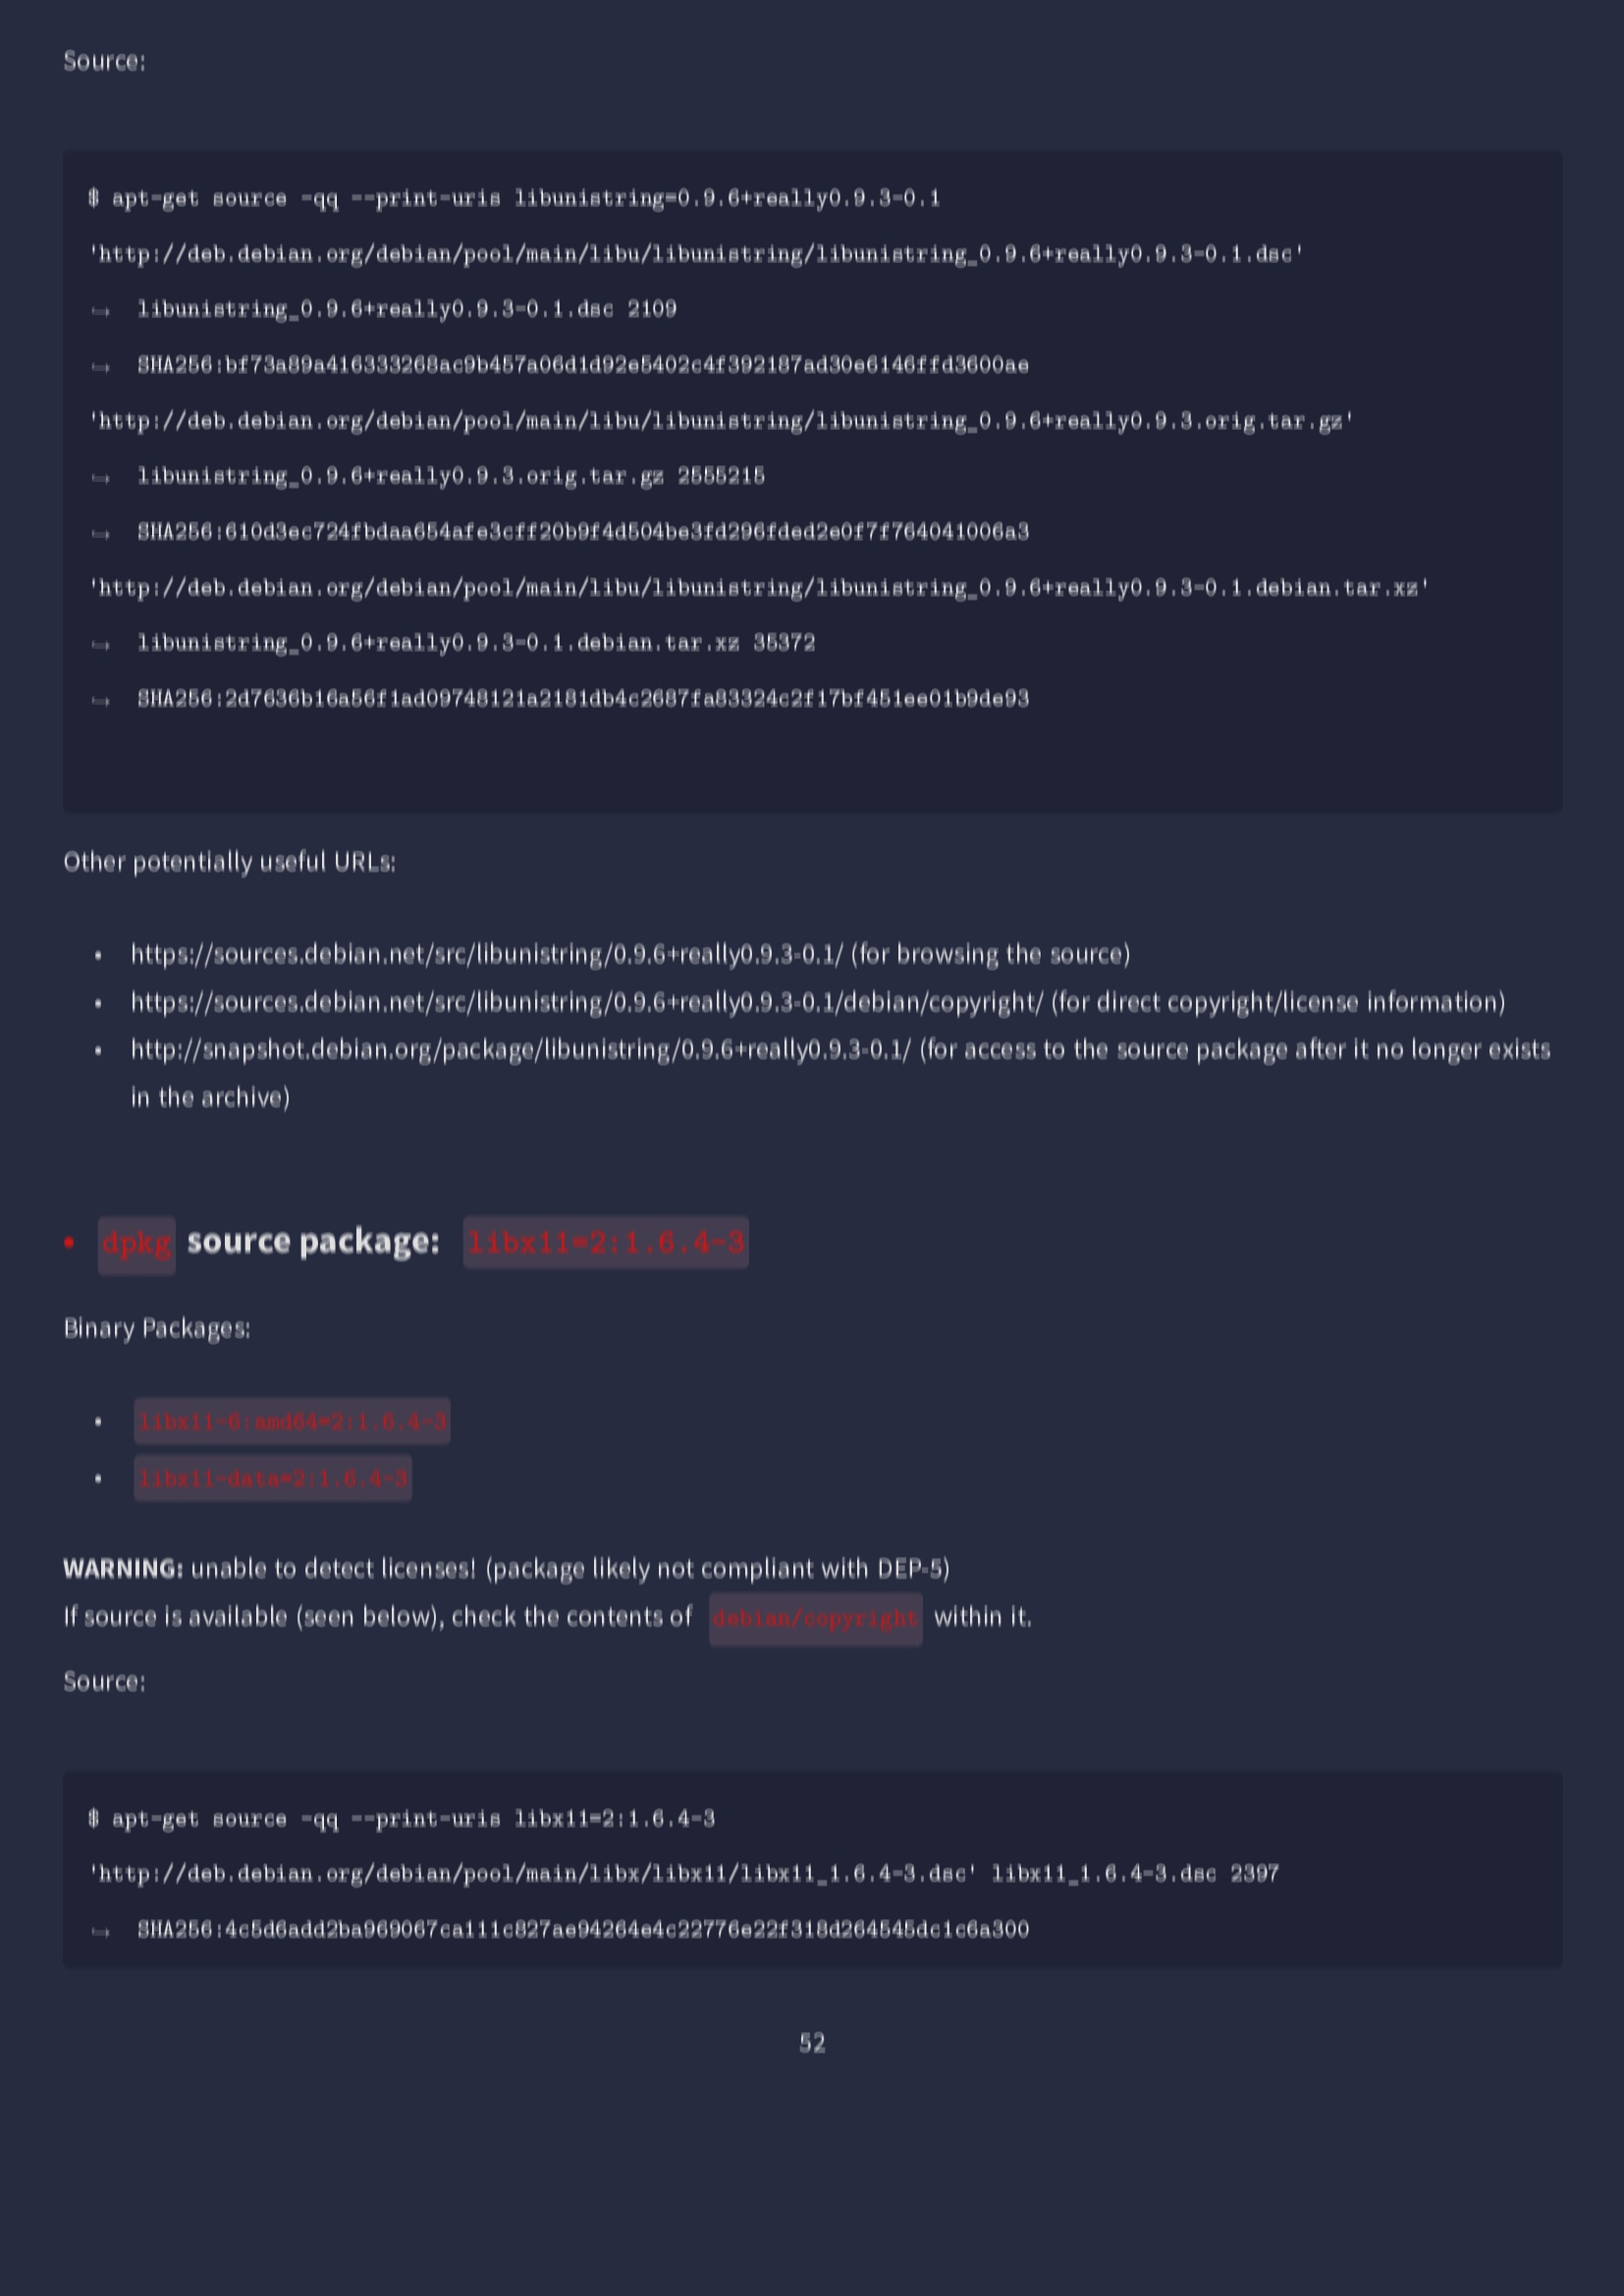 Source:
$ apt-get source -qq --print-uris libunistring=0.9.6+really0.9.3-0.1
'http://deb.debian.org/debian/pool/main/libu/libunistring/libunistring_0.9.6+really0.9.3-0.1.dsc'
↪ libunistring_0.9.6+really0.9.3-0.1.dsc 2109
↪ SHA256:bf73a89a416333268ac9b457a06d1d92e5402c4f392187ad30e6146ffd3600ae
'http://deb.debian.org/debian/pool/main/libu/libunistring/libunistring_0.9.6+really0.9.3.orig.tar.gz'
↪ libunistring_0.9.6+really0.9.3.orig.tar.gz 2555215
↪ SHA256:610d3ec724fbdaa654afe3cff20b9f4d504be3fd296fded2e0f7f764041006a3
'http://deb.debian.org/debian/pool/main/libu/libunistring/libunistring_0.9.6+really0.9.3-0.1.debian.tar.xz'
↪ libunistring_0.9.6+really0.9.3-0.1.debian.tar.xz 35372
↪ SHA256:2d7636b16a56f1ad09748121a2181db4c2687fa83324c2f17bf451ee01b9de93
Other potentially useful URLs:
• https://sources.debian.net/src/libunistring/0.9.6+really0.9.3-0.1/ (for browsing the source)
• https://sources.debian.net/src/libunistring/0.9.6+really0.9.3-0.1/debian/copyright/ (for direct copyright/license information)
• http://snapshot.debian.org/package/libunistring/0.9.6+really0.9.3-0.1/ (for access to the source package after it no longer exists
in the archive)
• dpkg source package: libx11=2:1.6.4-3
Binary Packages:
• libx11-6:amd64=2:1.6.4-3
• libx11-data=2:1.6.4-3
WARNING: unable to detect licenses! (package likely not compliant with DEP-5)
If source is available (seen below), check the contents of debian/copyright within it.
Source:
$ apt-get source -qq --print-uris libx11=2:1.6.4-3
'http://deb.debian.org/debian/pool/main/libx/libx11/libx11_1.6.4-3.dsc' libx11_1.6.4-3.dsc 2397
↪ SHA256:4c5d6add2ba969067ca111c827ae94264e4c22776e22f318d264545dc1c6a300
52